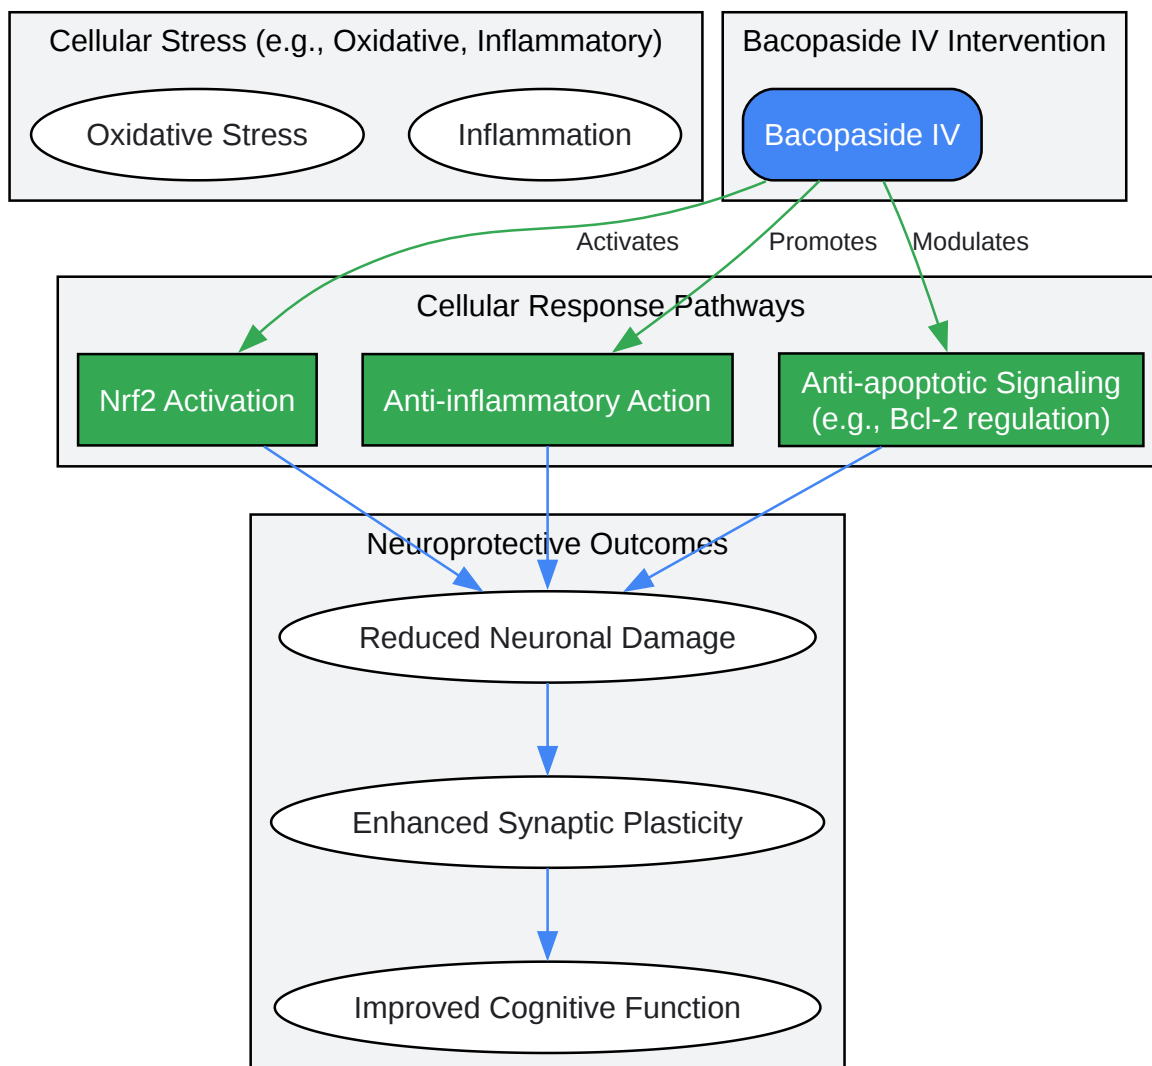 Cellular Stress (e.g., Oxidative, Inflammatory)
Bacopaside IV Intervention
Oxidative Stress
Inflammation
Bacopaside IV
Activates
Promotes
Modulates
Cellular Response Pathways
Nrf2 Activation
Anti-inflammatory Action
Anti-apoptotic Signaling
(e.g., Bcl-2 regulation)
Neuroprotective Outcomes
Reduced Neuronal Damage
Enhanced Synaptic Plasticity
Improved Cognitive Function